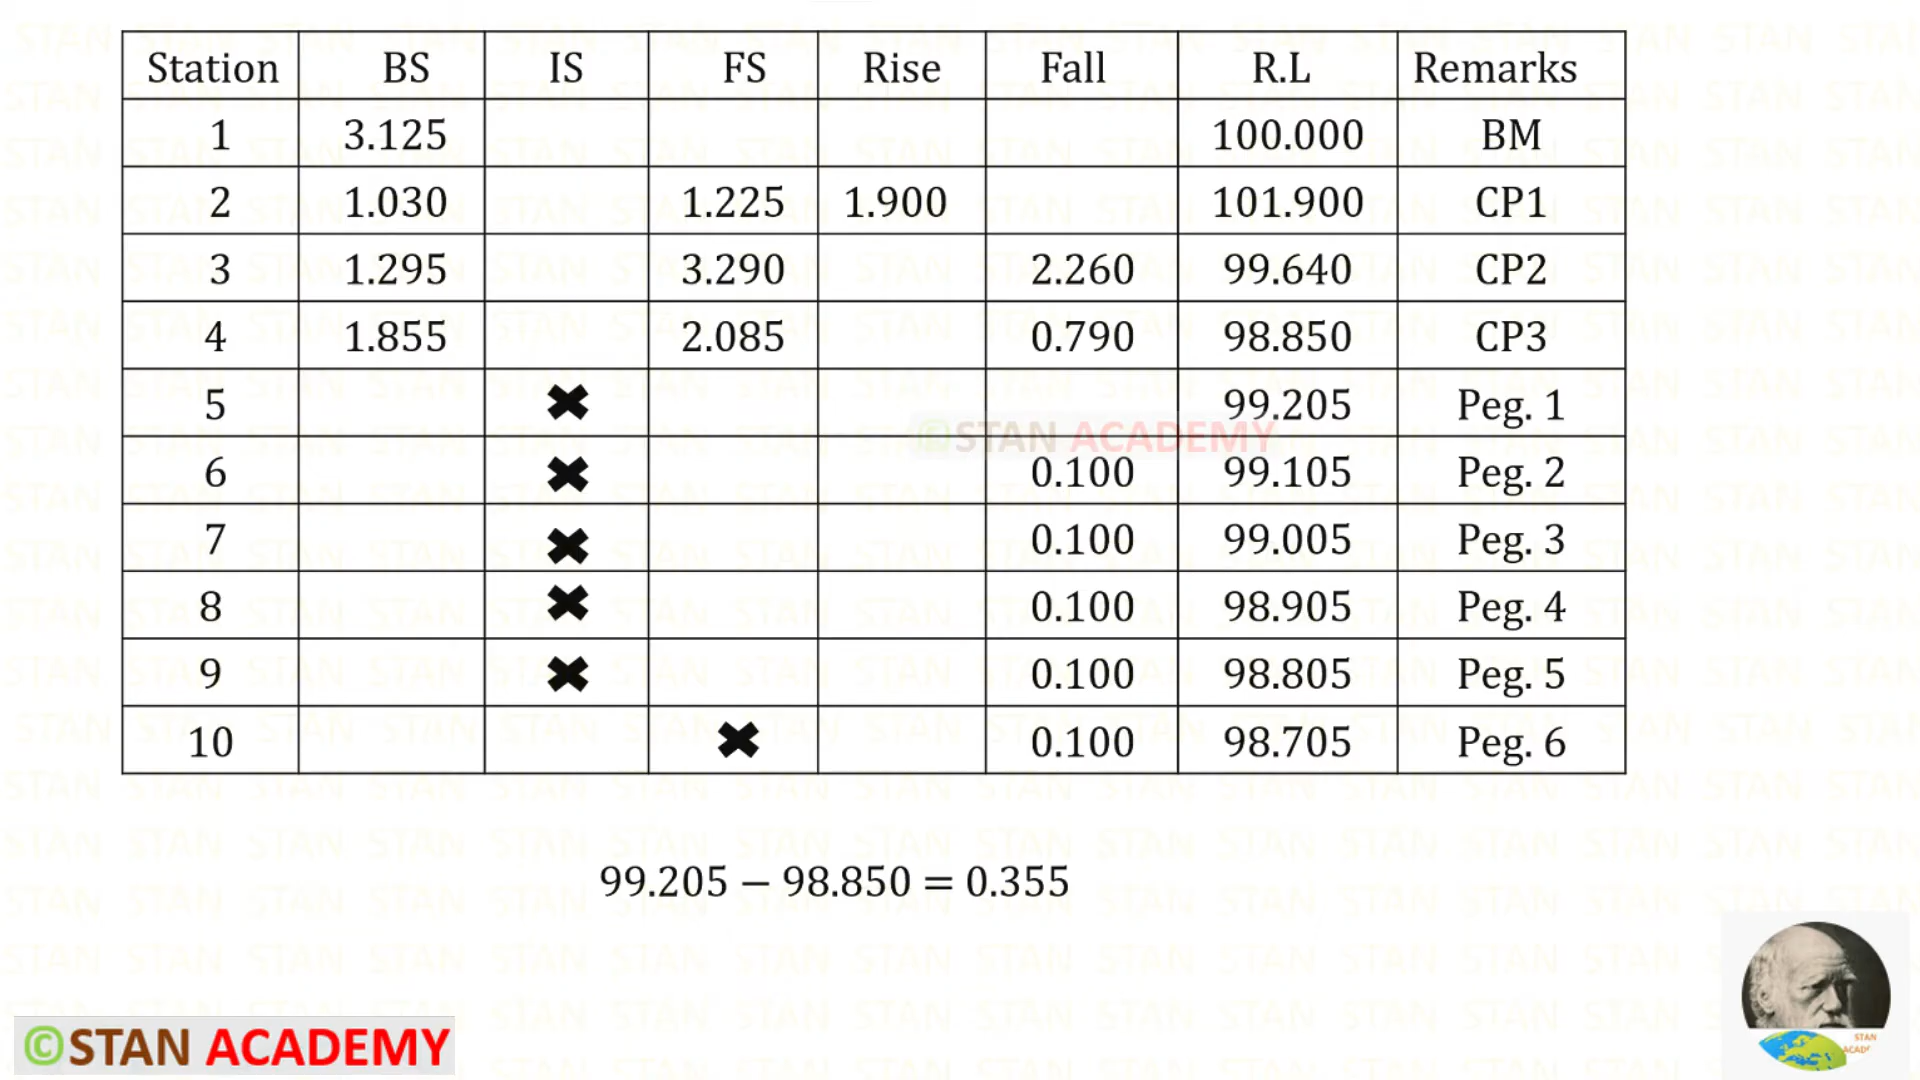 Station BS IS FS Rise Fall R.L Remarks
1 3.125 100.000 BM
2 1.030 1.225 1.900 101.900 CP1
3 1.295 3.290 2.260 99.640 CP2
4 1.855 2.085 0.790 98.850 CP3
5 ✖ 99.205 Peg. 1
©STAN ACADEMY
6 ✖ 0.100 99.105 Peg. 2
7 ✖ 0.100 99.005 Peg. 3
8 ✖ 0.100 98.905 Peg. 4
9 ✖ 0.100 98.805 Peg. 5
10 ✖ 0.100 98.705 Peg. 6
99.205 − 98.850 = 0.355
©STAN ACADEMY
STAN